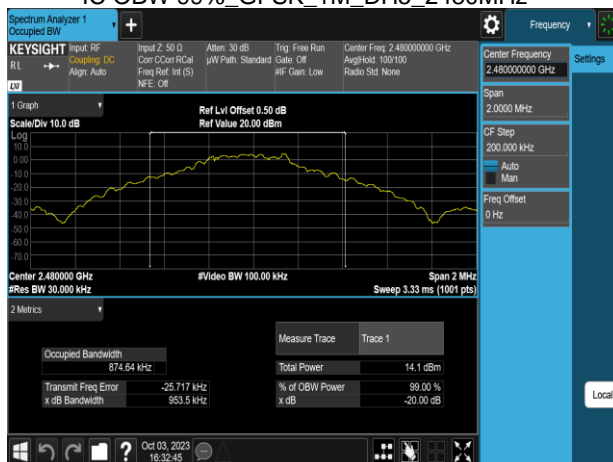 IC OBW 99%_GFSK_1M_DH5_2480MHz
Spectrum Analyzer 1
Occupied BW
+
Frequency
KEYSIGHT
RL
Input: RF
Coupling: DC
Align: Auto
Input Z: 50 Ω
Corr CCorr RCal
Freq Ref: Int (S)
NFE: Off
Atten: 30 dB
µW Path: Standard
Trig: Free Run
Gate: Off
#IF Gain: Low
Center Freq: 2.480000000 GHz
Avg|Hold: 100/100
Radio Std: None
LXI
Center Frequency
2.480000000 GHz
Settings
Span
2.0000 MHz
CF Step
200.000 kHz
Auto
Man
Freq Offset
0 Hz
Local
1 Graph
Scale/Div 10.0 dB
Ref Lvl Offset 0.50 dB
Ref Value 20.00 dBm
Log
10.0
0.00
-10.0
-20.0
-30.0
-40.0
-50.0
-60.0
-70.0
Center 2.480000 GHz
#Video BW 100.00 kHz
Span 2 MHz
#Res BW 30.000 kHz
Sweep 3.33 ms (1001 pts)
2 Metrics
Measure Trace Trace 1
Occupied Bandwidth
874.64 kHz
Total Power 14.1 dBm
Transmit Freq Error -25.717 kHz
% of OBW Power 99.00 %
x dB Bandwidth 953.5 kHz
x dB -20.00 dB
?
Oct 03, 2023
16:32:45